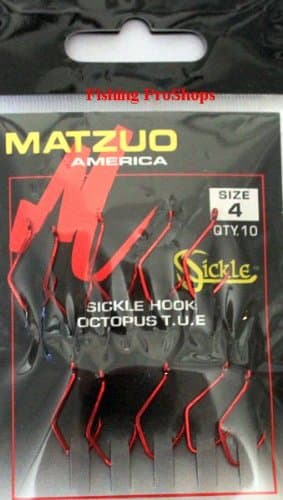 Fishing ProShops
MATZUO
AMERICA
SIZE
4
QTY.10
Sickle
SICKLE HOOK
OCTOPUS T.U.E